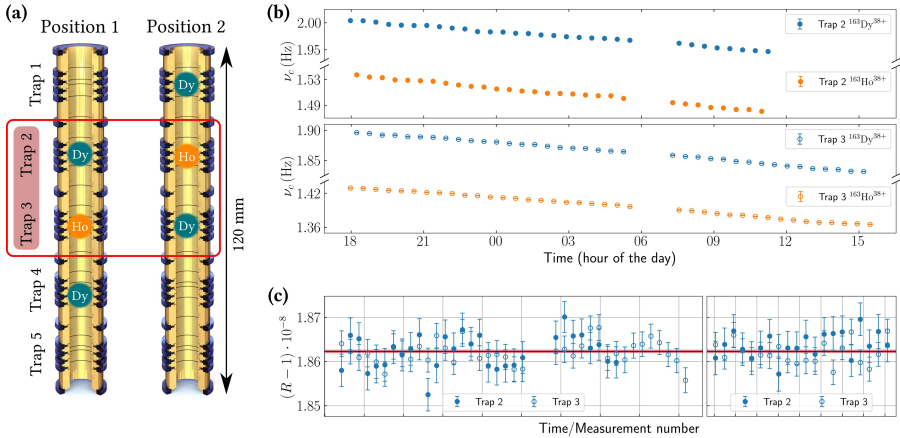 (a)
Position 1 Position 2
Trap 1
Trap 2
Trap 3
Trap 4
Trap 5
Dy
Dy
Ho
Ho
Dy
Dy
120 mm
(b)
2.00
1.95
1.53
1.49
ν_c (Hz)
Trap 2 ¹⁶³Dy³⁸⁺
Trap 2 ¹⁶³Ho³⁸⁺
1.90
1.85
1.42
1.36
ν_c (Hz)
Trap 3 ¹⁶³Dy³⁸⁺
Trap 3 ¹⁶³Ho³⁸⁺
18 21 00 03 06 09 12 15
Time (hour of the day)
(c)
1.87
1.86
1.85
(R − 1) · 10⁻⁸
Trap 2 Trap 3
Trap 2 Trap 3
Time/Measurement number